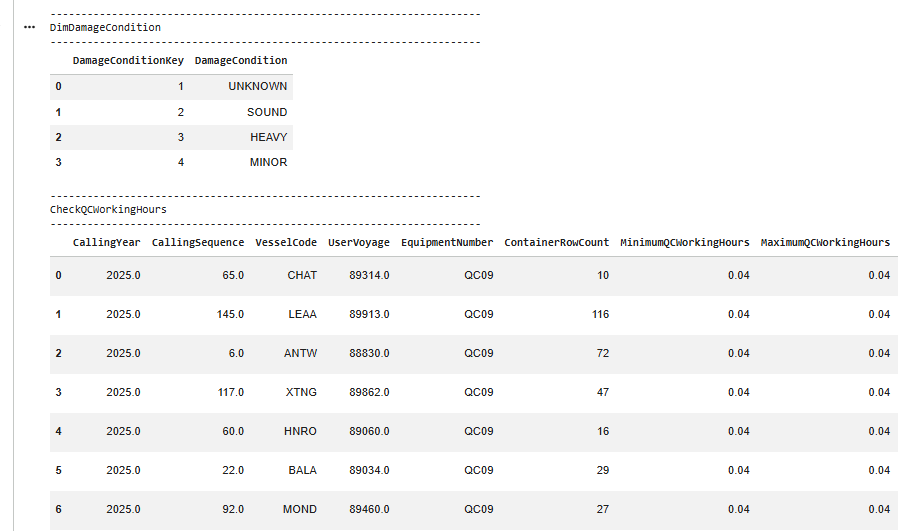 -----------------------------------------------------------------------
DimDamageCondition
-----------------------------------------------------------------------
DamageConditionKey DamageCondition
0 1 UNKNOWN
1 2 SOUND
2 3 HEAVY
3 4 MINOR
-----------------------------------------------------------------------
CheckQCWorkingHours
-----------------------------------------------------------------------
CallingYear CallingSequence VesselCode UserVoyage EquipmentNumber ContainerRowCount MinimumQCWorkingHours MaximumQCWorkingHours
0 2025.0 65.0 CHAT 89314.0 QC09 10 0.04 0.04
1 2025.0 145.0 LEAA 89913.0 QC09 116 0.04 0.04
2 2025.0 6.0 ANTW 88830.0 QC09 72 0.04 0.04
3 2025.0 117.0 XTNG 89862.0 QC09 47 0.04 0.04
4 2025.0 60.0 HNRO 89060.0 QC09 16 0.04 0.04
5 2025.0 22.0 BALA 89034.0 QC09 29 0.04 0.04
6 2025.0 92.0 MOND 89460.0 QC09 27 0.04 0.04